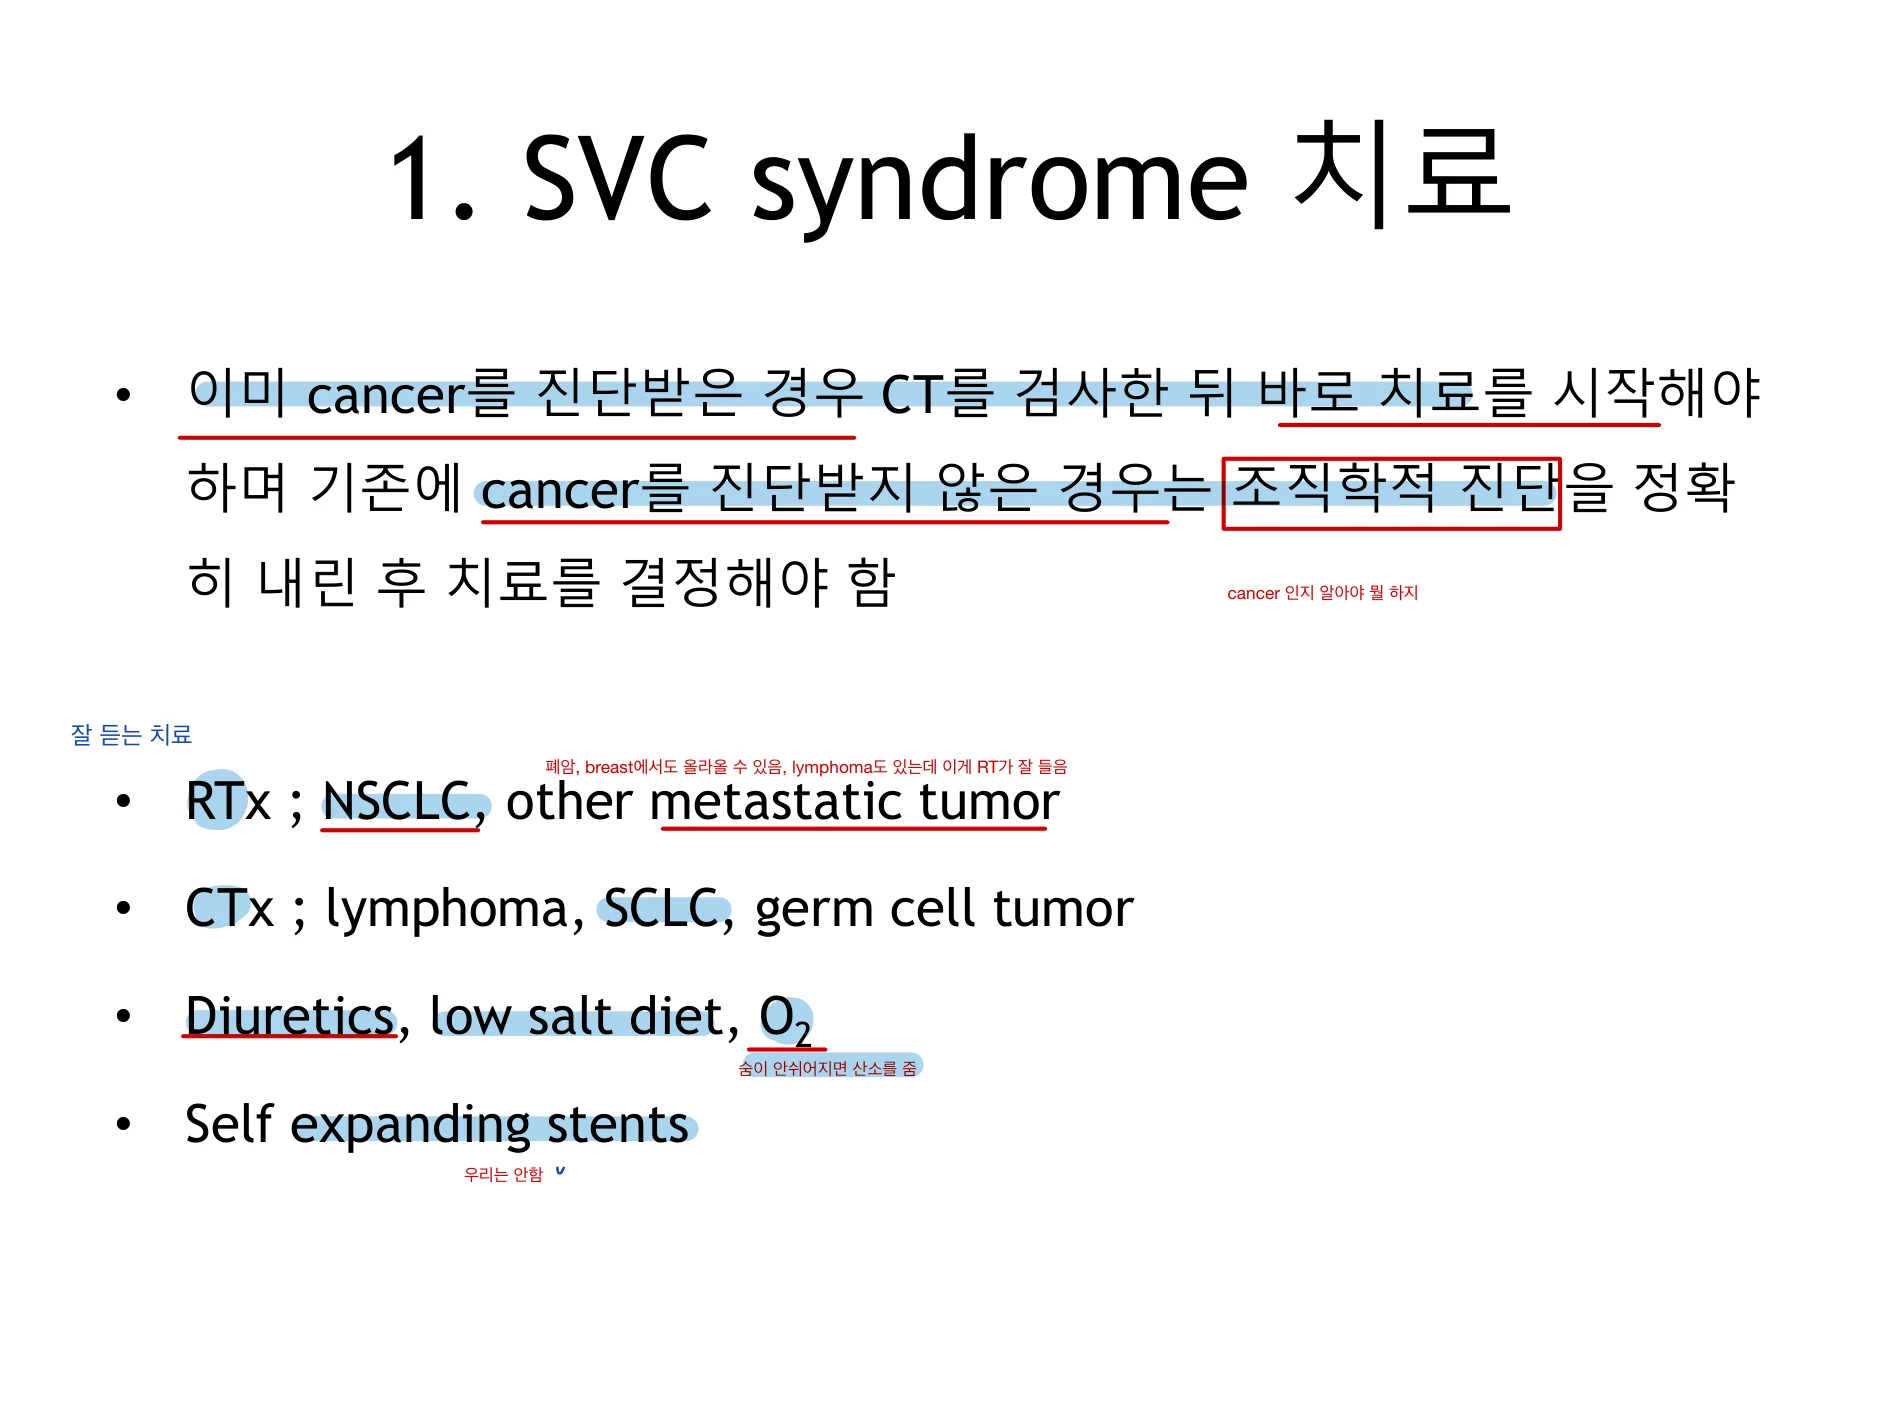 1. SVC syndrome 치료
• 이미 cancer를 진단받은 경우 CT를 검사한 뒤 바로 치료를 시작해야
하며 기존에 cancer를 진단받지 않은 경우는 조직학적 진단을 정확
히 내린 후 치료를 결정해야 함
cancer 인지 알아야 뭘 하지
잘 듣는 치료
폐암, breast에서도 올라올 수 있음, lymphoma도 있는데 이게 RT가 잘 들음
• RTx ; NSCLC, other metastatic tumor
• CTx ; lymphoma, SCLC, germ cell tumor
• Diuretics, low salt diet, O₂
숨이 안쉬어지면 산소를 줌
• Self expanding stents
우리는 안함